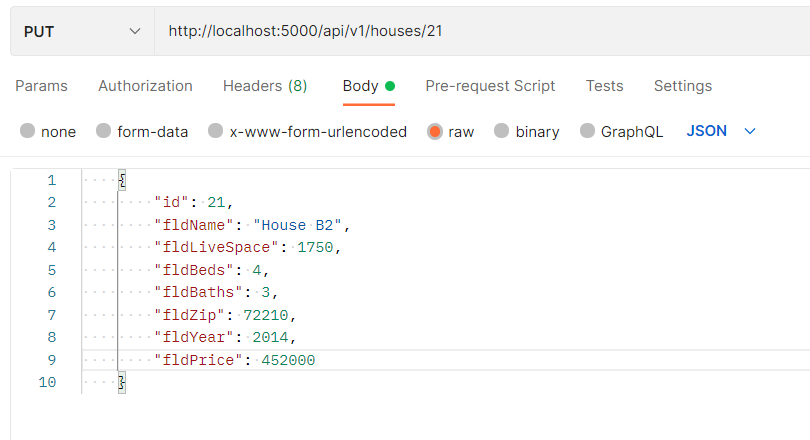 PUT http://localhost:5000/api/v1/houses/21
Params Authorization Headers (8) Body Pre-request Script Tests Settings
none form-data x-www-form-urlencoded raw binary GraphQL JSON
1 {
2 "id": 21,
3 "fldName": "House B2",
4 "fldLiveSpace": 1750,
5 "fldBeds": 4,
6 "fldBaths": 3,
7 "fldZip": 72210,
8 "fldYear": 2014,
9 "fldPrice": 452000
10 }